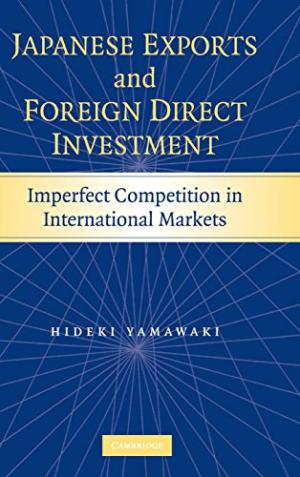 JAPANESE EXPORTS
and
FOREIGN DIRECT
INVESTMENT
Imperfect Competition in
International Markets
HIDEKI YAMAWAKI
CAMBRIDGE